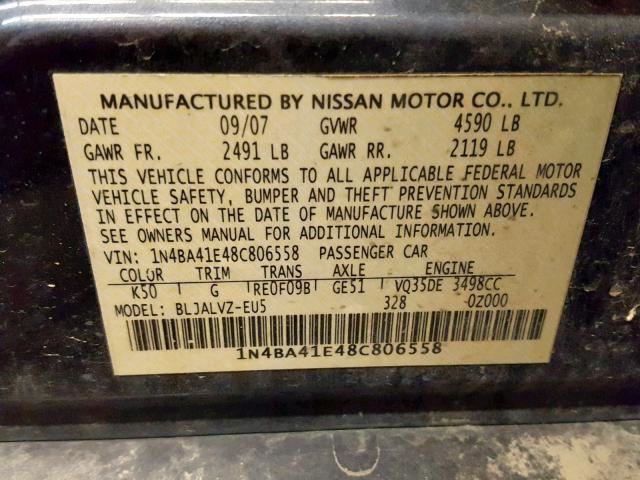 MANUFACTURED BY NISSAN MOTOR CO., LTD.
DATE 09/07 GVWR 4590 LB
GAWR FR. 2491 LB GAWR RR. 2119 LB
THIS VEHICLE CONFORMS TO ALL APPLICABLE FEDERAL MOTOR
VEHICLE SAFETY, BUMPER AND THEFT PREVENTION STANDARDS
IN EFFECT ON THE DATE OF MANUFACTURE SHOWN ABOVE.
SEE OWNERS MANUAL FOR ADDITIONAL INFORMATION.
VIN: 1N4BA41E48C806558 PASSENGER CAR
COLOR TRIM TRANS AXLE ENGINE
K50 G RE0F09B GE51 VQ35DE 3498CC
MODEL: BLJALVZ-EU5 328 0Z000
1N4BA41E48C806558